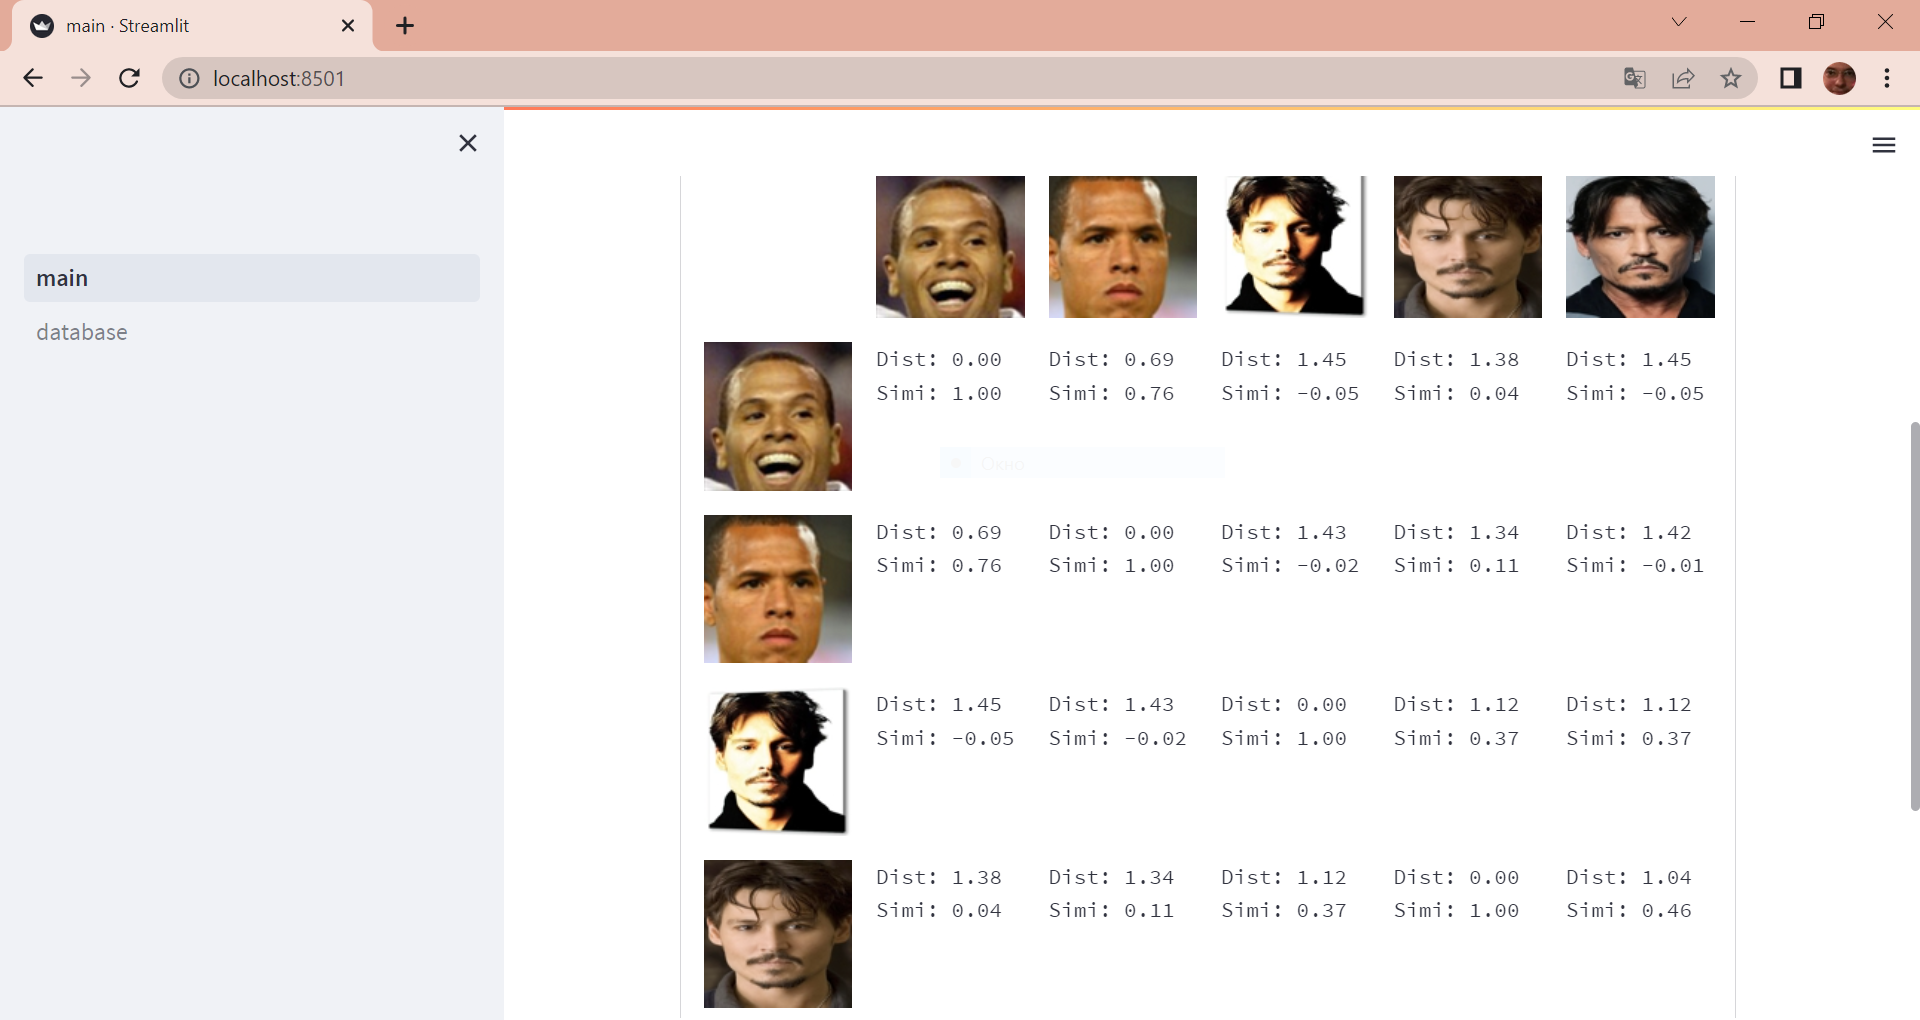 main · Streamlit
localhost:8501
main
database
Dist: 0.00 Dist: 0.69 Dist: 1.45 Dist: 1.38 Dist: 1.45
Simi: 1.00 Simi: 0.76 Simi: -0.05 Simi: 0.04 Simi: -0.05
Окно
Dist: 0.69 Dist: 0.00 Dist: 1.43 Dist: 1.34 Dist: 1.42
Simi: 0.76 Simi: 1.00 Simi: -0.02 Simi: 0.11 Simi: -0.01
Dist: 1.45 Dist: 1.43 Dist: 0.00 Dist: 1.12 Dist: 1.12
Simi: -0.05 Simi: -0.02 Simi: 1.00 Simi: 0.37 Simi: 0.37
Dist: 1.38 Dist: 1.34 Dist: 1.12 Dist: 0.00 Dist: 1.04
Simi: 0.04 Simi: 0.11 Simi: 0.37 Simi: 1.00 Simi: 0.46